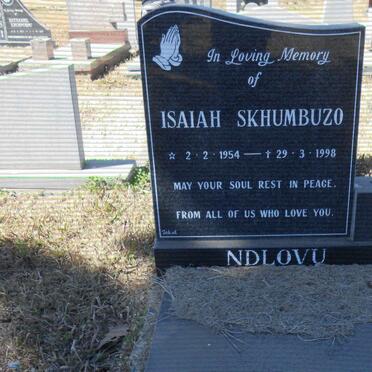 In Loving Memory
of
ISAIAH SKHUMBUZO
☆ 2 - 2 - 1954 — † 29 - 3 - 1998
MAY YOUR SOUL REST IN PEACE.
FROM ALL OF US WHO LOVE YOU.
NDLOVU